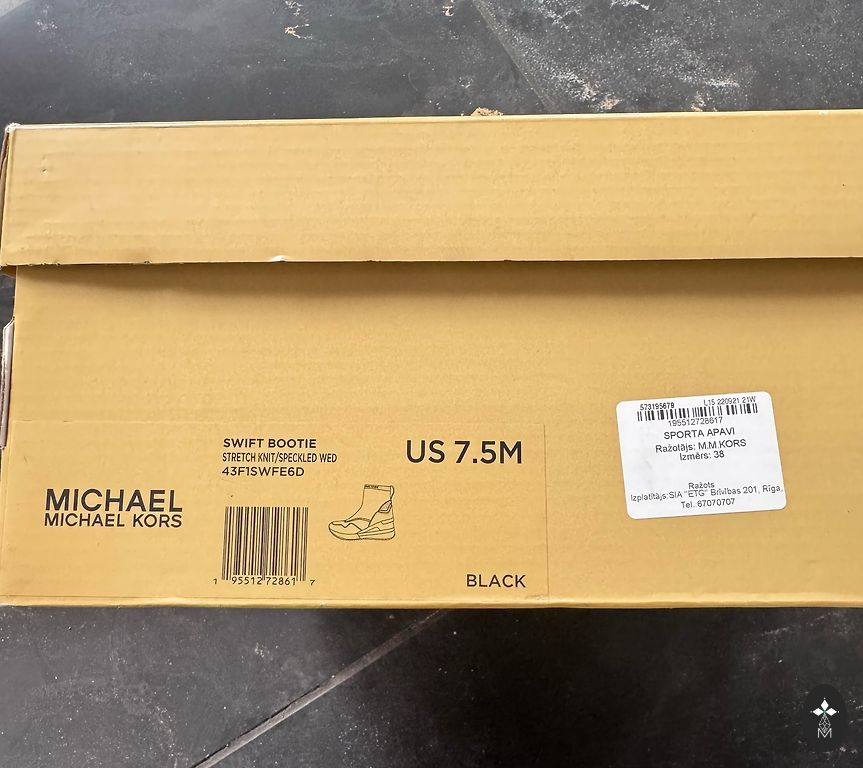 SWIFT BOOTIE
STRETCH KNIT/SPECKLED WED
43F1SWFE6D
US 7.5M
MICHAEL
MICHAEL KORS
1 95512 72861 7
BLACK
573195678 L15 220921 21W
195512728617
SPORTA APAVI
Ražotājs: M.M.KORS
Izmērs: 38
Ražots
Izplatītājs:SIA "ETG" Brīvības 201, Rīga,
Tel.:67070707
M